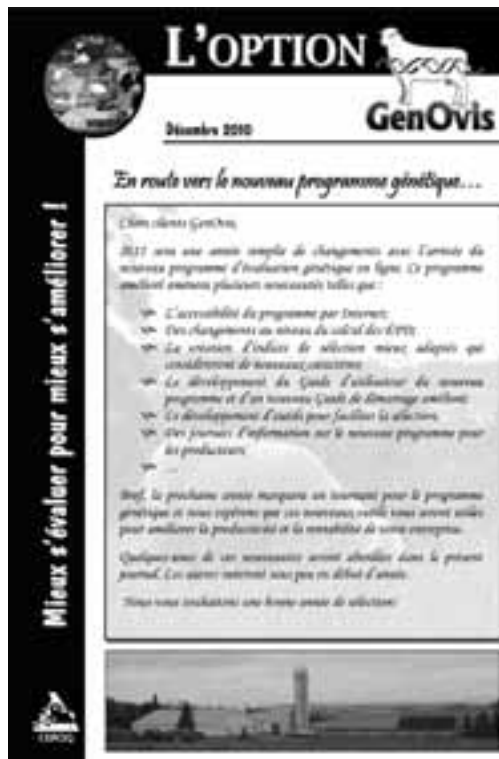 L'OPTION
GenOvis
Décembre 2010
En route vers le nouveau programme génétique...
Mieux s'évaluer pour mieux s'améliorer !
Chers clients GenOvis,
2011 sera une année remplie de changements avec l'arrivée du
nouveau programme d'évaluation génétique en ligne. Ce programme
amélioré amènera plusieurs nouveautés telles que :
L'accessibilité du programme par Internet;
Des changements au niveau du calcul des ÉPD;
La création d'indices de sélection mieux adaptés qui
considéreront de nouveaux caractères;
Le développement du Guide d'utilisateur du nouveau
programme et d'un nouveau Guide de démarrage amélioré;
Le développement d'outils pour faciliter la sélection;
Des journées d'information sur le nouveau programme pour
les producteurs;
...
Bref, la prochaine année marquera un tournant pour le programme
génétique et nous espérons que ces nouveaux outils vous seront utiles
pour améliorer la productivité et la rentabilité de votre entreprise.
Quelques-unes de ces nouveautés seront abordées dans le présent
journal. Les autres suivront sous peu en début d'année.
Nous vous souhaitons une bonne année de sélection!
CEPOQ